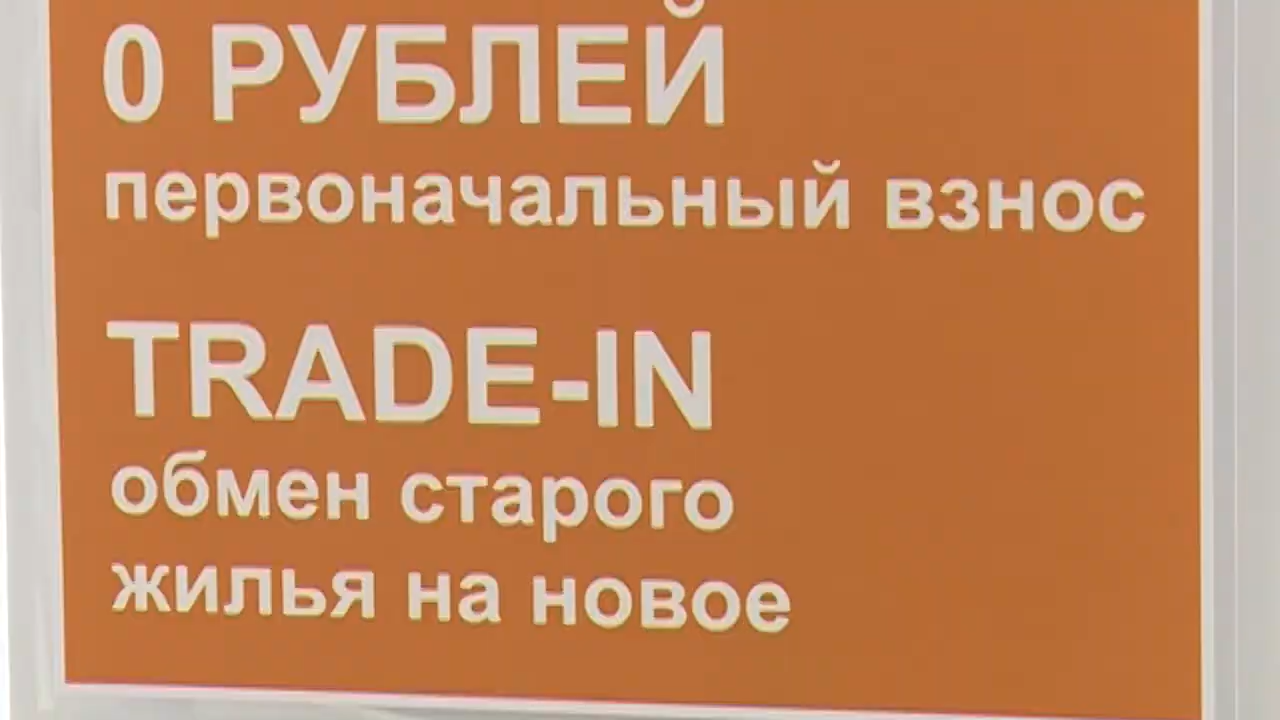 0 РУБЛЕЙ
первоначальный взнос
TRADE-IN
обмен старого
жилья на новое